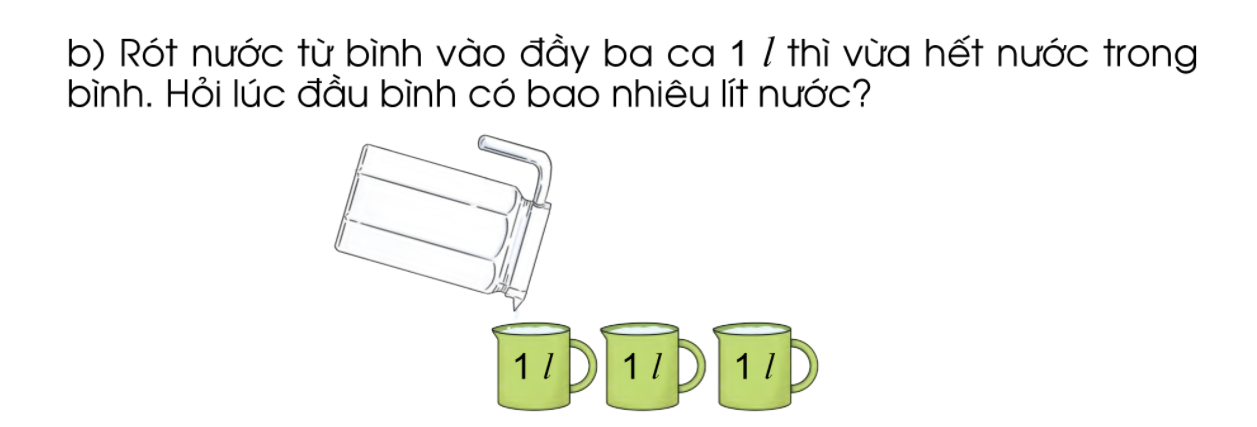 b) Rót nước từ bình vào đầy ba ca 1 l thì vừa hết nước trong
bình. Hỏi lúc đầu bình có bao nhiêu lít nước?
1 l 1 l 1 l